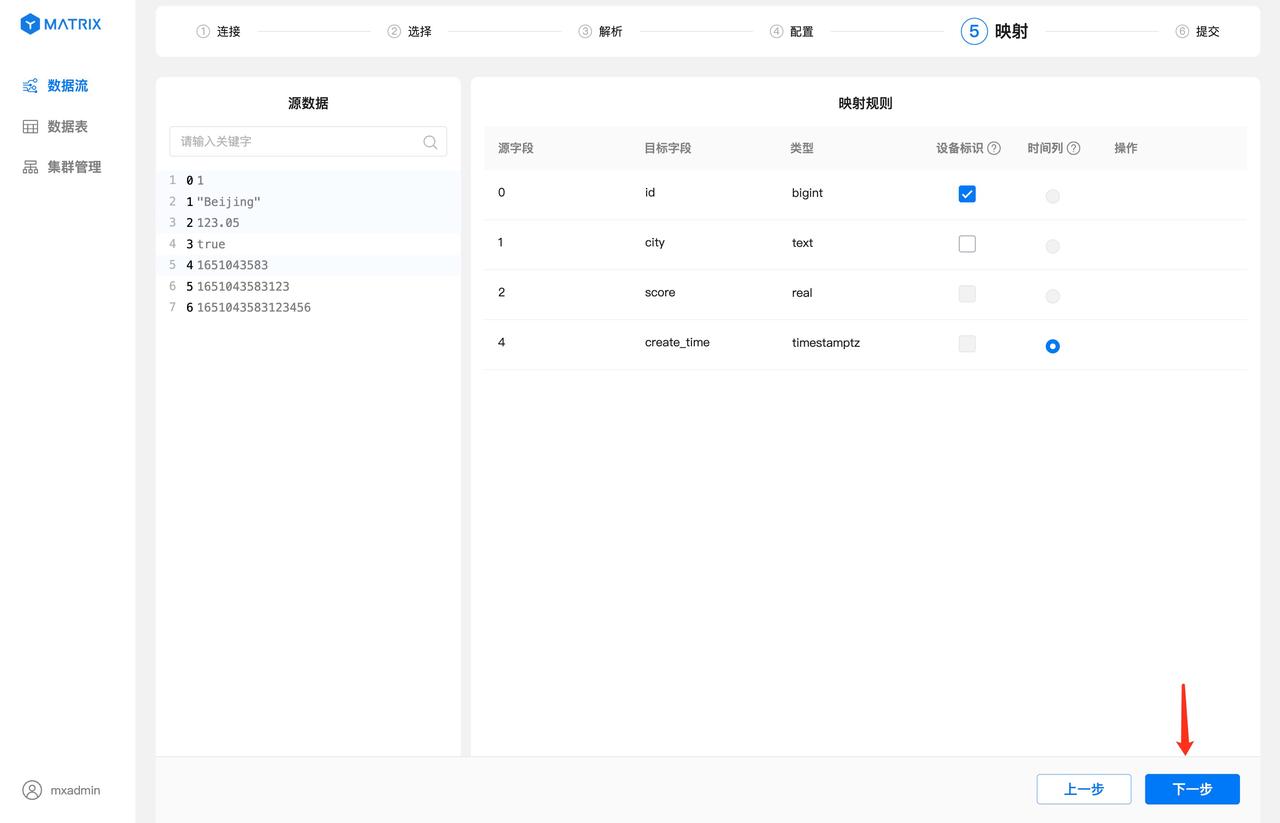 MATRIX
① 连接 ② 选择 ③ 解析 ④ 配置 ⑤ 映射 ⑥ 提交
数据流
数据表
集群管理
源数据
请输入关键字
1 0 1
2 1 "Beijing"
3 2 123.05
4 3 true
5 4 1651043583
6 5 1651043583123
7 6 1651043583123456
映射规则
源字段 目标字段 类型 设备标识 ? 时间列 ? 操作
0 id bigint
1 city text
2 score real
4 create_time timestamptz
mxadmin
上一步 下一步